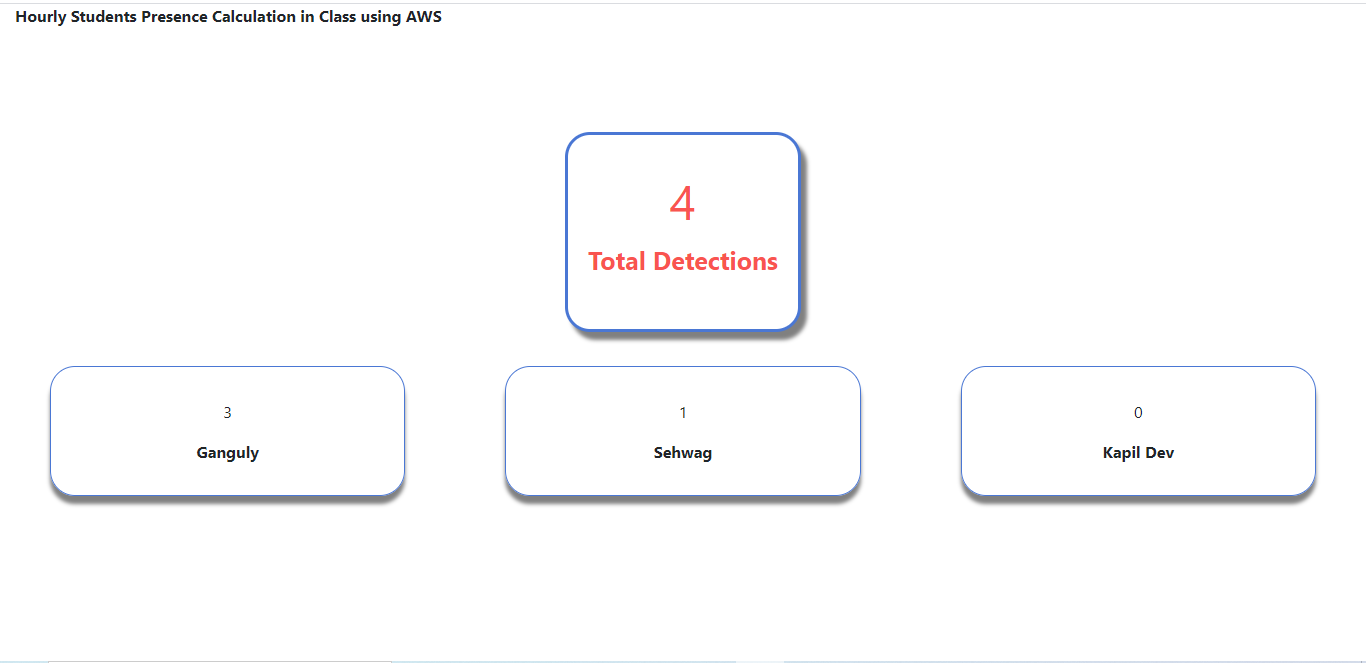 Hourly Students Presence Calculation in Class using AWS
4
Total Detections
3
Ganguly
1
Sehwag
0
Kapil Dev